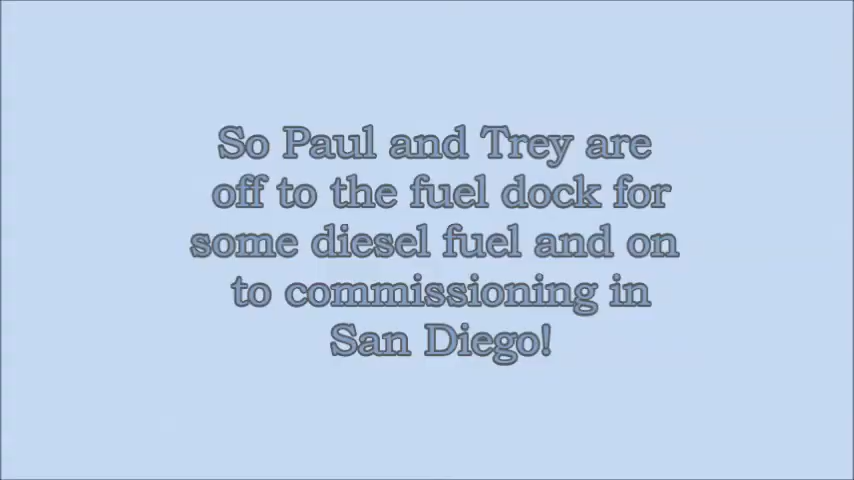 So Paul and Trey are
off to the fuel dock for
some diesel fuel and on
to commissioning in
San Diego!